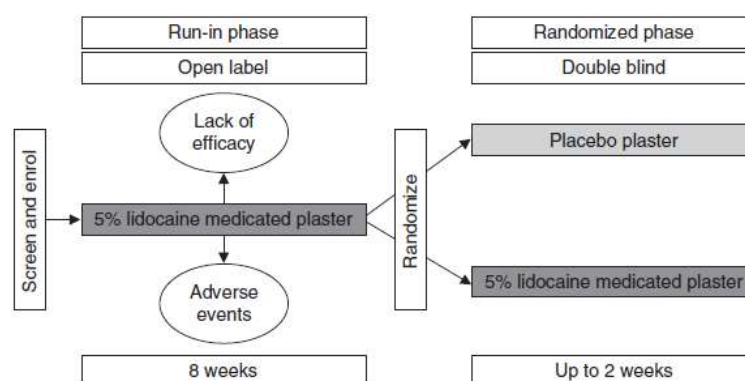 Run-in phase
Randomized phase
Open label
Double blind
Screen and enrol
Lack of
efficacy
5% lidocaine medicated plaster
Adverse
events
Randomize
Placebo plaster
5% lidocaine medicated plaster
8 weeks
Up to 2 weeks